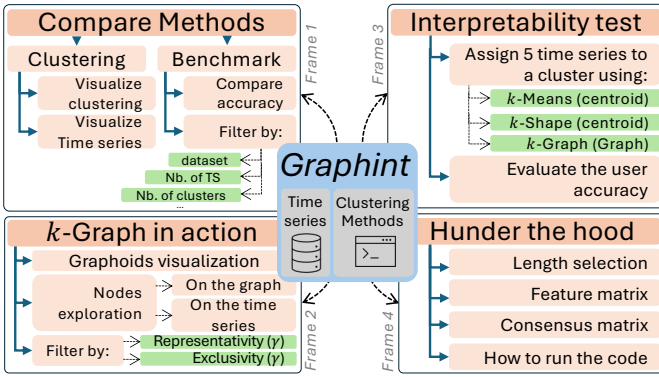 Compare Methods
Clustering
Visualize
clustering
Visualize
Time series
Benchmark
Compare
accuracy
Filter by:
dataset
Nb. of TS
Nb. of clusters
...
Frame 1
Frame 3
Interpretability test
Assign 5 time series to
a cluster using:
k-Means (centroid)
k-Shape (centroid)
k-Graph (Graph)
Evaluate the user
accuracy
Graphint
Time
series
Clustering
Methods
>_
k-Graph in action
Graphoids visualization
Nodes
exploration
On the graph
On the time
series
Filter by:
Representativity (γ)
Exclusivity (γ)
Frame 2
Frame 4
Hunder the hood
Length selection
Feature matrix
Consensus matrix
How to run the code